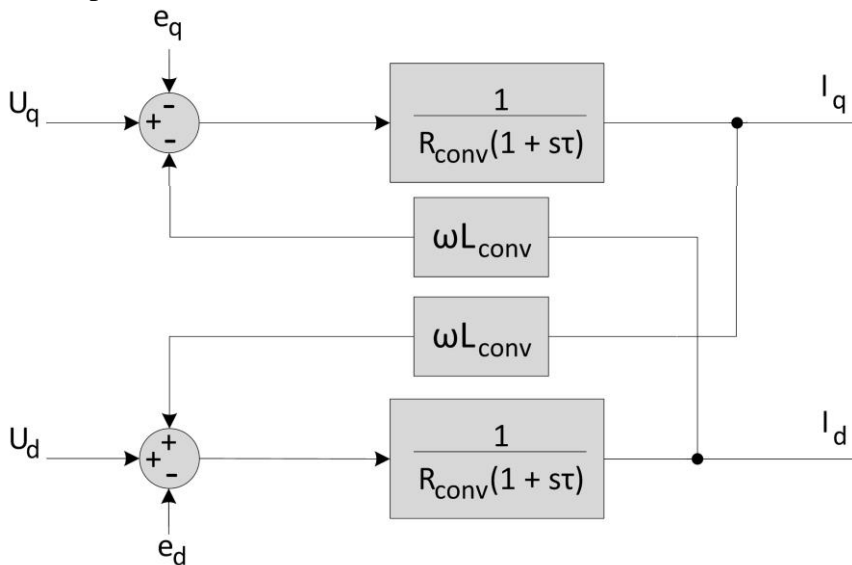 e_q
U_q
-
+
-
1
R_conv(1 + sτ)
I_q
ωL_conv
ωL_conv
U_d
+
+
-
1
R_conv(1 + sτ)
I_d
e_d